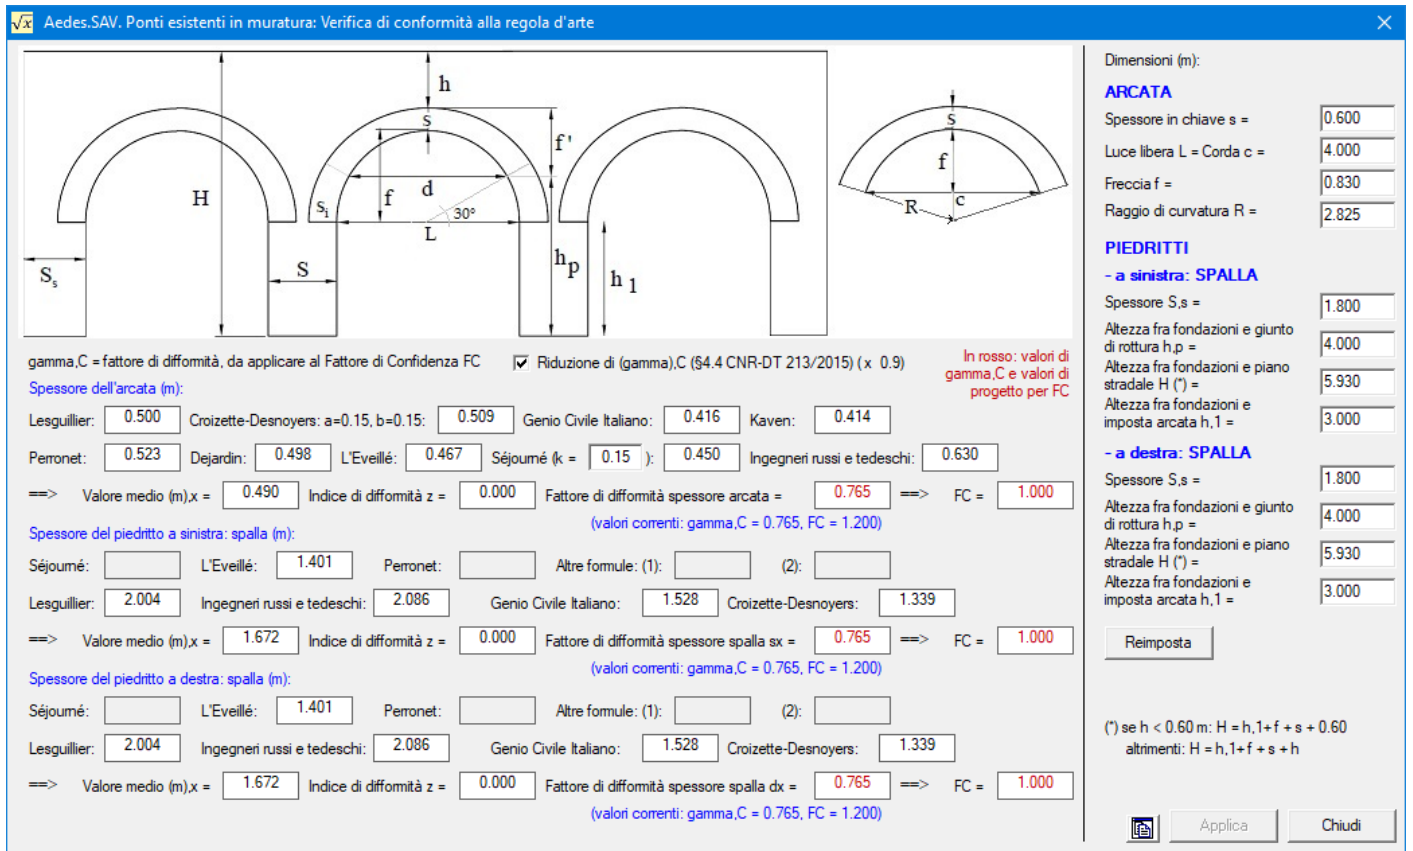 Aedes.SAV. Ponti esistenti in muratura: Verifica di conformità alla regola d'arte
h
s
f'
H
f
d
sᵢ
30°
L
Sₛ
S
hp
h 1
s
f
R
c
gamma,C = fattore di difformità, da applicare al Fattore di Confidenza FC
Riduzione di (gamma),C (§4.4 CNR-DT 213/2015) ( x 0.9)
In rosso: valori di
gamma,C e valori di
progetto per FC
Spessore dell'arcata (m):
Lesguillier: 0.500 Croizette-Desnoyers: a=0.15, b=0.15: 0.509 Genio Civile Italiano: 0.416 Kaven: 0.414
Perronet: 0.523 Dejardin: 0.498 L'Eveillé: 0.467 Séjourné (k = 0.15 ): 0.450 Ingegneri russi e tedeschi: 0.630
==> Valore medio (m),x = 0.490 Indice di difformità z = 0.000 Fattore di difformità spessore arcata = 0.765 ==> FC = 1.000
(valori correnti: gamma,C = 0.765, FC = 1.200)
Spessore del piedritto a sinistra: spalla (m):
Séjourné: L'Eveillé: 1.401 Perronet: Altre formule: (1): (2):
Lesguillier: 2.004 Ingegneri russi e tedeschi: 2.086 Genio Civile Italiano: 1.528 Croizette-Desnoyers: 1.339
==> Valore medio (m),x = 1.672 Indice di difformità z = 0.000 Fattore di difformità spessore spalla sx = 0.765 ==> FC = 1.000
(valori correnti: gamma,C = 0.765, FC = 1.200)
Spessore del piedritto a destra: spalla (m):
Séjourné: L'Eveillé: 1.401 Perronet: Altre formule: (1): (2):
Lesguillier: 2.004 Ingegneri russi e tedeschi: 2.086 Genio Civile Italiano: 1.528 Croizette-Desnoyers: 1.339
==> Valore medio (m),x = 1.672 Indice di difformità z = 0.000 Fattore di difformità spessore spalla dx = 0.765 ==> FC = 1.000
(valori correnti: gamma,C = 0.765, FC = 1.200)
Dimensioni (m):
ARCATA
Spessore in chiave s = 0.600
Luce libera L = Corda c = 4.000
Freccia f = 0.830
Raggio di curvatura R = 2.825
PIEDRITTI
- a sinistra: SPALLA
Spessore S,s = 1.800
Altezza fra fondazioni e giunto
di rottura h,p = 4.000
Altezza fra fondazioni e piano
stradale H (*) = 5.930
Altezza fra fondazioni e
imposta arcata h,1 = 3.000
- a destra: SPALLA
Spessore S,s = 1.800
Altezza fra fondazioni e giunto
di rottura h,p = 4.000
Altezza fra fondazioni e piano
stradale H (*) = 5.930
Altezza fra fondazioni e
imposta arcata h,1 = 3.000
Reimposta
(*) se h < 0.60 m: H = h,1+ f + s + 0.60
altrimenti: H = h,1+ f + s + h
Applica Chiudi